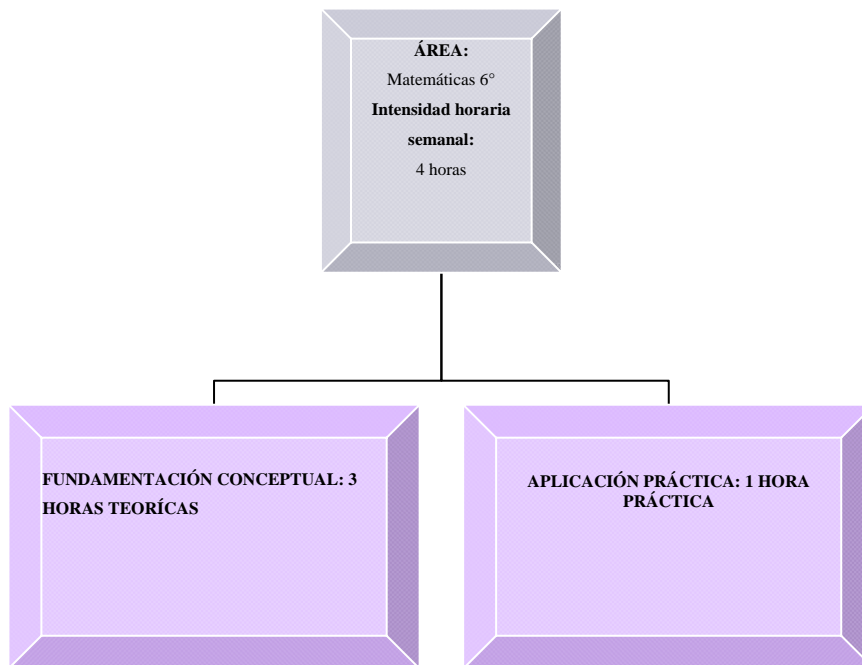 ÁREA:
Matemáticas 6°
Intensidad horaria
semanal:
4 horas
FUNDAMENTACIÓN CONCEPTUAL: 3
HORAS TEORÍCAS
APLICACIÓN PRÁCTICA: 1 HORA
PRÁCTICA